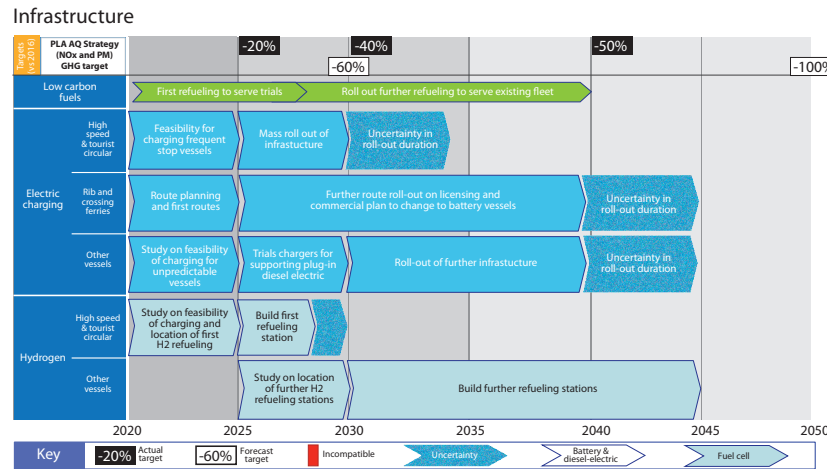 Infrastructure
Targets
(vs 2016)
PLA AQ Strategy
(NOx and PM)
GHG target
-20%
-40%
-60%
-50%
-100%
Low carbon
fuels
First refueling to serve trials
Roll out further refueling to serve existing fleet
Electric
charging
High
speed
& tourist
circular
Feasibility for
charging frequent
stop vessels
Mass roll out of
infrastucture
Uncertainty in
roll-out duration
Rib and
crossing
ferries
Route planning
and first routes
Further route roll-out on licensing and
commercial plan to change to battery vessels
Uncertainty in
roll-out duration
Other
vessels
Study on feasibility
of charging for
unpredictable
vessels
Trials chargers for
supporting plug-in
diesel electric
Roll-out of further infrastucture
Uncertainty in
roll-out duration
Hydrogen
High speed
& tourist
circular
Study on feasibility
of charging and
location of first
H2 refueling
Build first
refueling
station
Other
vessels
Study on location
of further H2
refueling stations
Build further refueling stations
2020
2025
2030
2035
2040
2045
2050
Key
-20%
Actual
target
-60%
Forecast
target
Incompatible
Uncertainty
Battery &
diesel-electric
Fuel cell